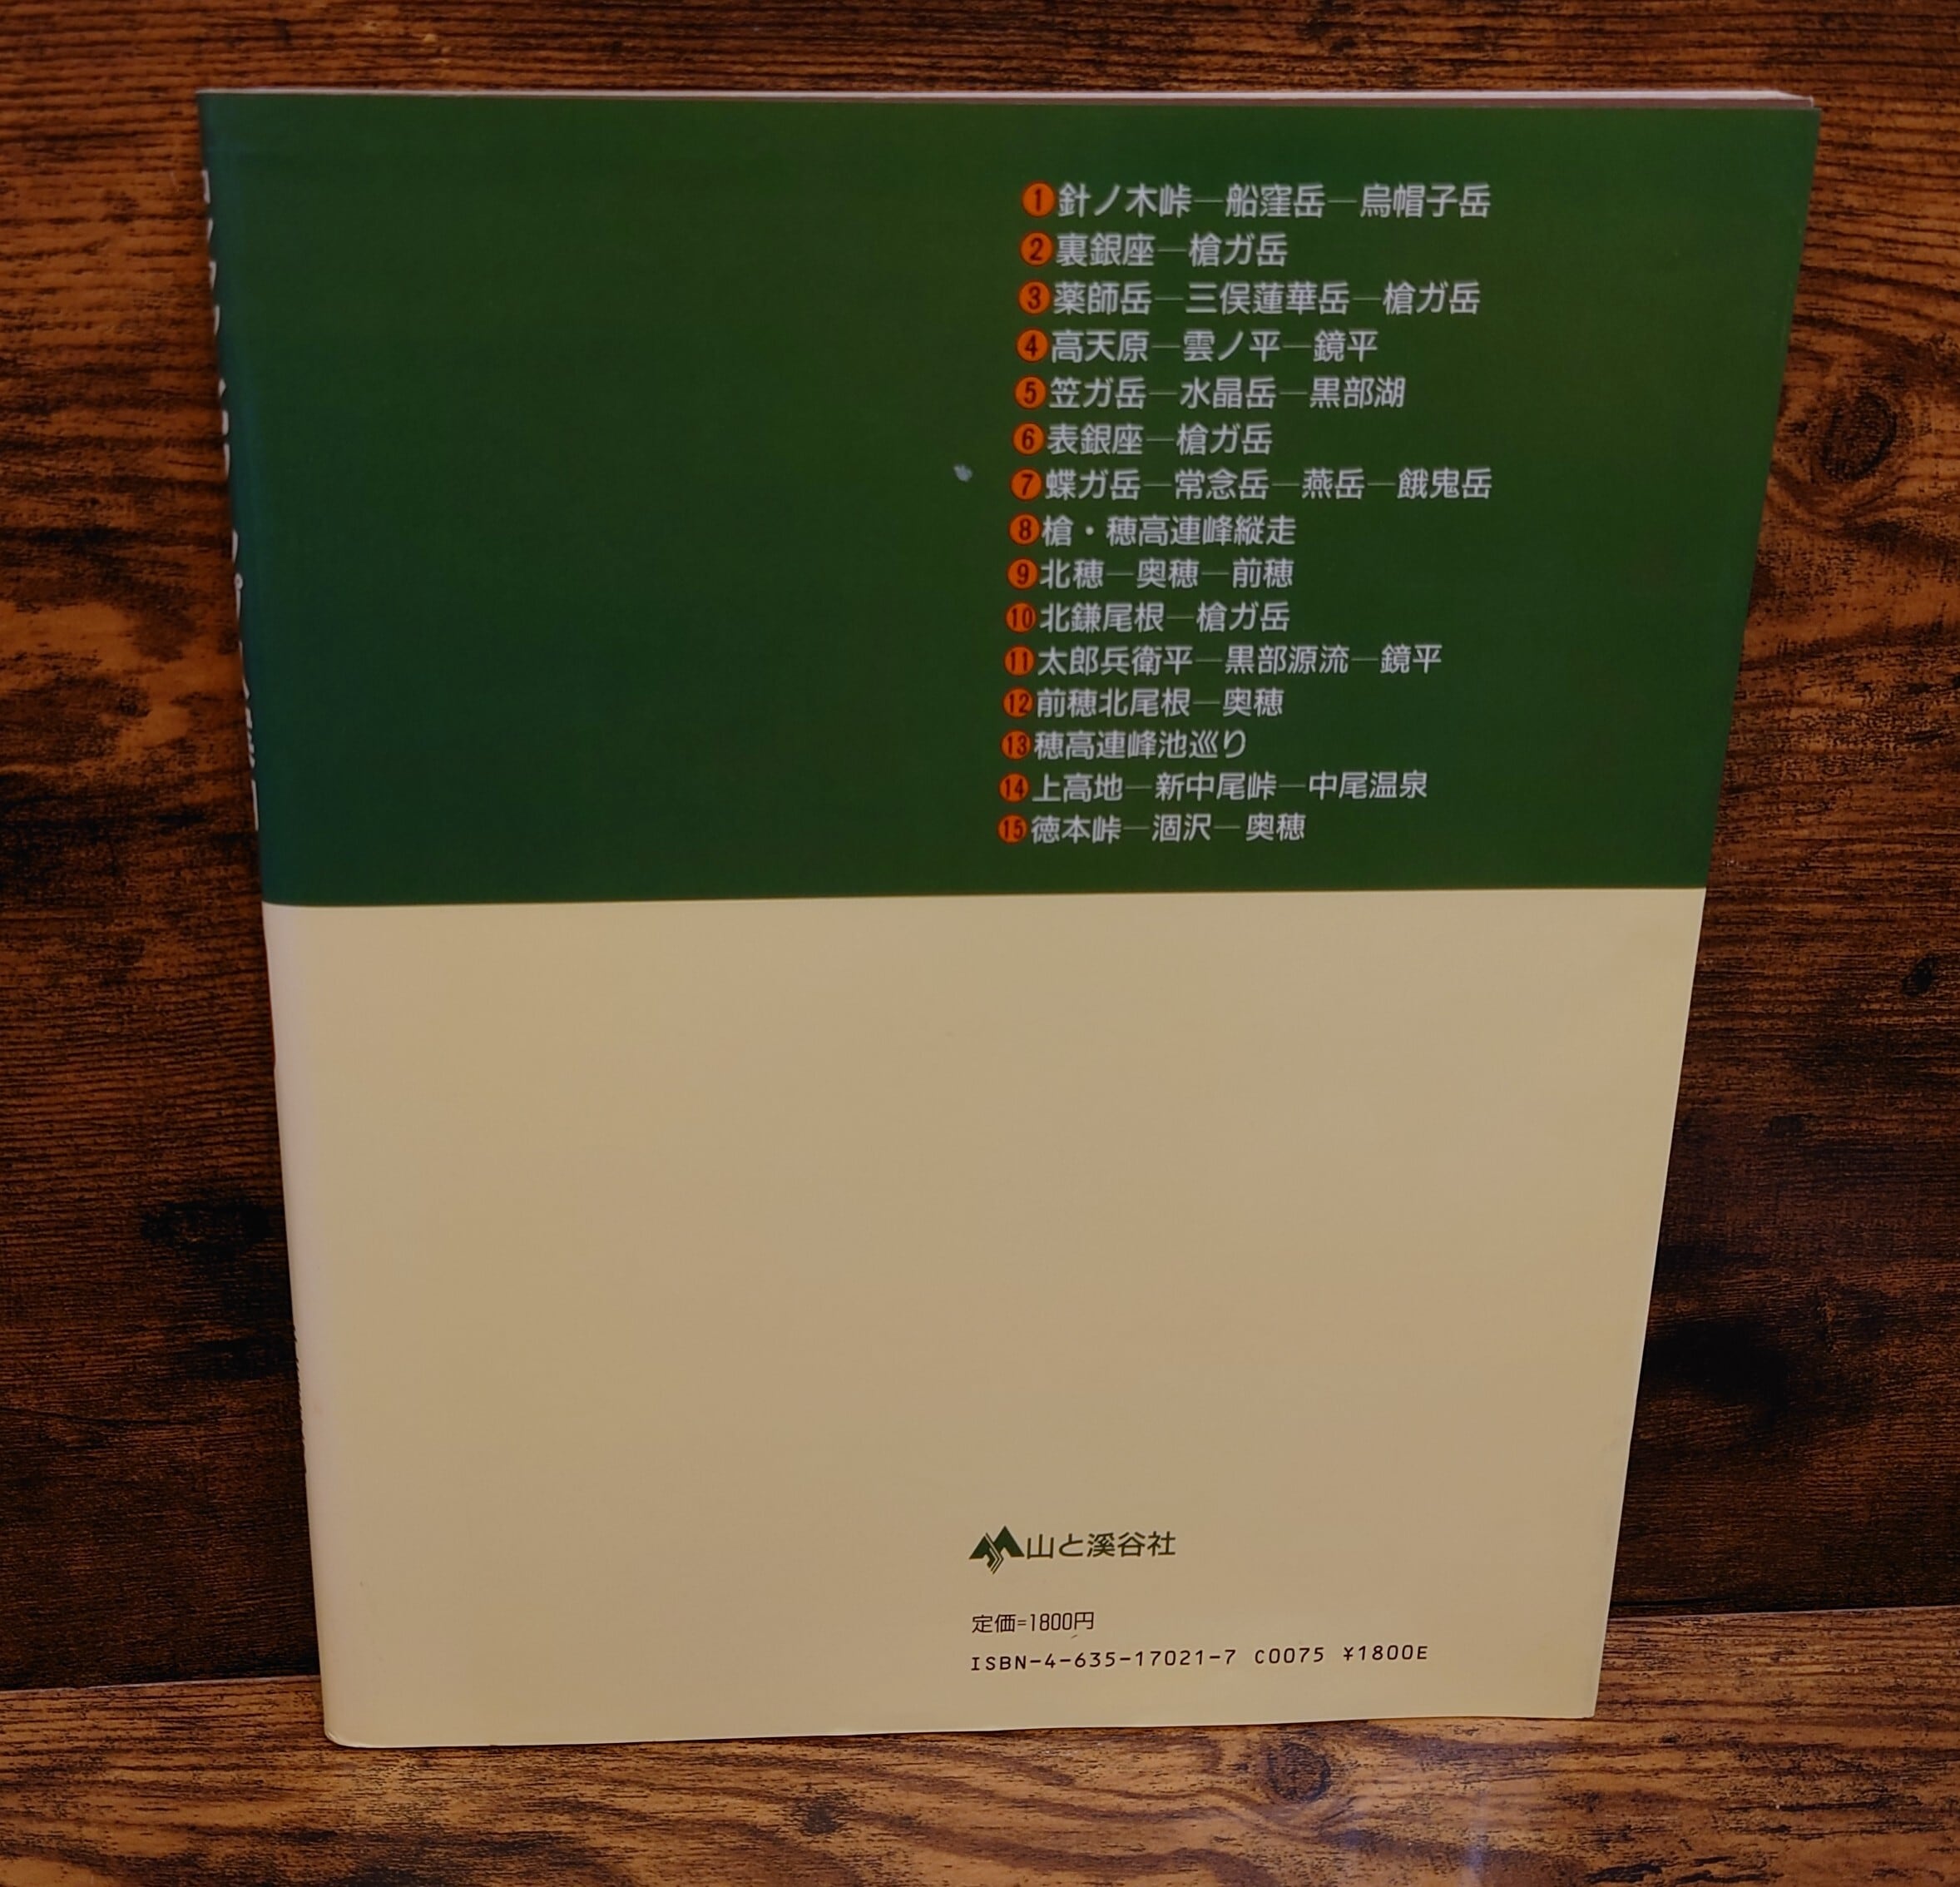 1 針ノ木峠—船窪岳—烏帽子岳
2 裏銀座—槍ガ岳
3 薬師岳—三俣蓮華岳—槍ガ岳
4 高天原—雲ノ平—鏡平
5 笠ガ岳—水晶岳—黒部湖
6 表銀座—槍ガ岳
7 蝶ガ岳—常念岳—燕岳—餓鬼岳
8 槍・穂高連峰縦走
9 北穂—奥穂—前穂
10 北鎌尾根—槍ガ岳
11 太郎兵衛平—黒部源流—鏡平
12 前穂北尾根—奥穂
13 穂高連峰池巡り
14 上高地—新中尾峠—中尾温泉
15 徳本峠—涸沢—奥穂
山と溪谷社
定価=1800円
ISBN-4-635-17021-7 C0075 ¥1800E